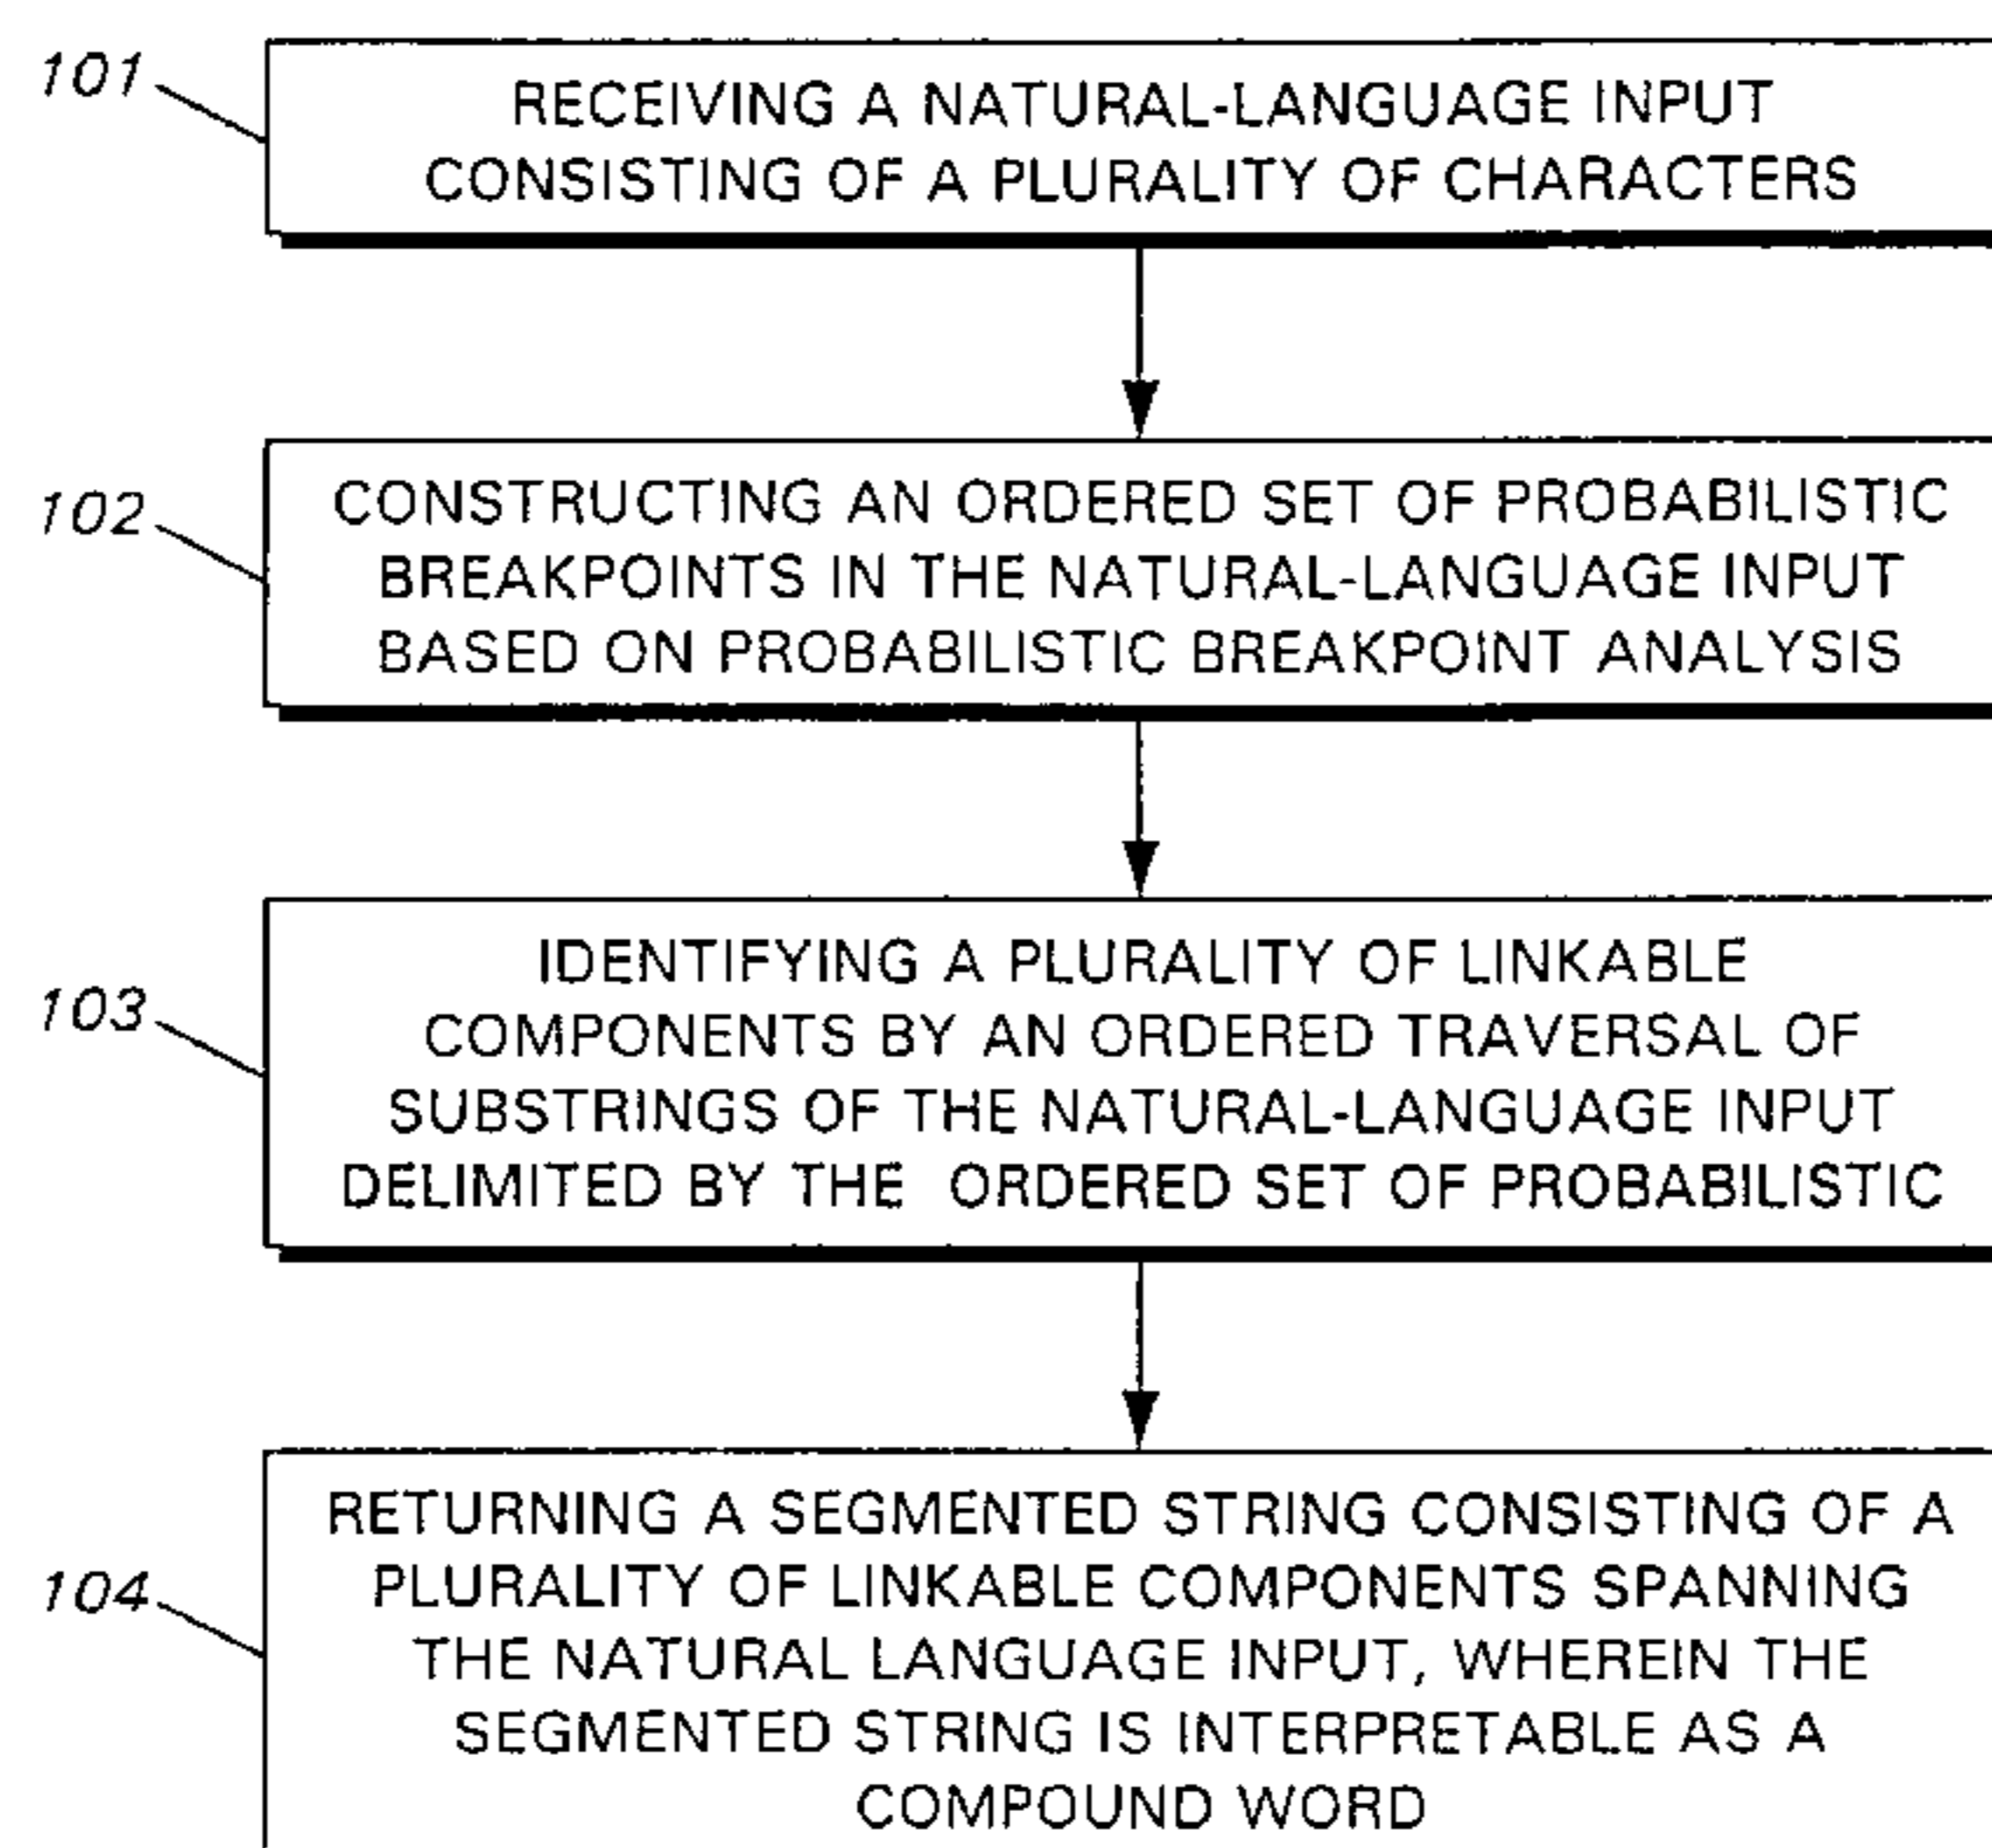 101
RECEIVING A NATURAL-LANGUAGE INPUT
CONSISTING OF A PLURALITY OF CHARACTERS
102
CONSTRUCTING AN ORDERED SET OF PROBABILISTIC
BREAKPOINTS IN THE NATURAL-LANGUAGE INPUT
BASED ON PROBABILISTIC BREAKPOINT ANALYSIS
103
IDENTIFYING A PLURALITY OF LINKABLE
COMPONENTS BY AN ORDERED TRAVERSAL OF
SUBSTRINGS OF THE NATURAL-LANGUAGE INPUT
DELIMITED BY THE ORDERED SET OF PROBABILISTIC
104
RETURNING A SEGMENTED STRING CONSISTING OF A
PLURALITY OF LINKABLE COMPONENTS SPANNING
THE NATURAL LANGUAGE INPUT, WHEREIN THE
SEGMENTED STRING IS INTERPRETABLE AS A
COMPOUND WORD